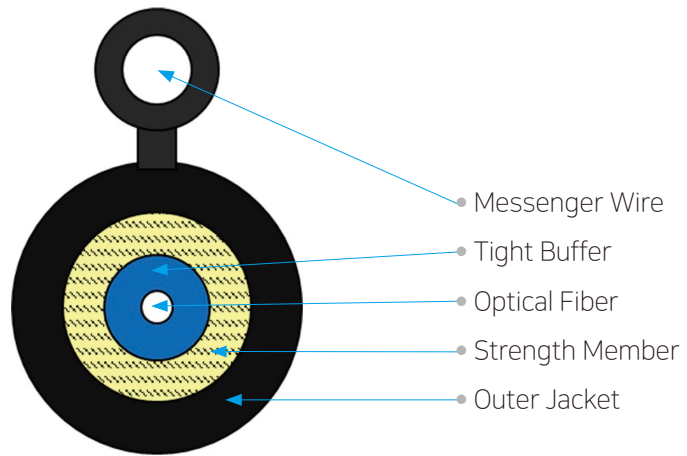 Messenger Wire
Tight Buffer
Optical Fiber
Strength Member
Outer Jacket